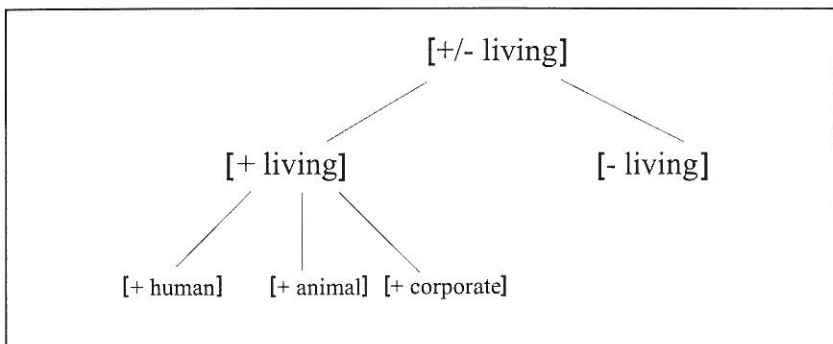 [+/- living]
[+ living] [- living]
[+ human] [+ animal] [+ corporate]